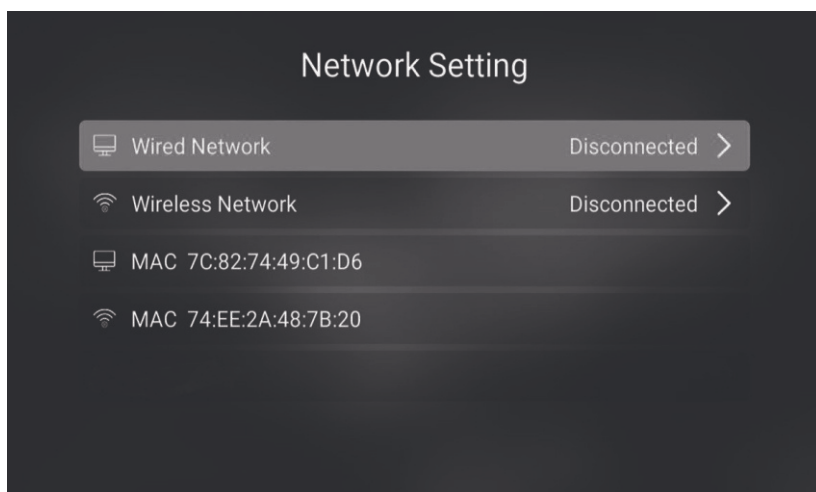 Network Setting
Wired Network Disconnected
Wireless Network Disconnected
MAC 7C:82:74:49:C1:D6
MAC 74:EE:2A:48:7B:20